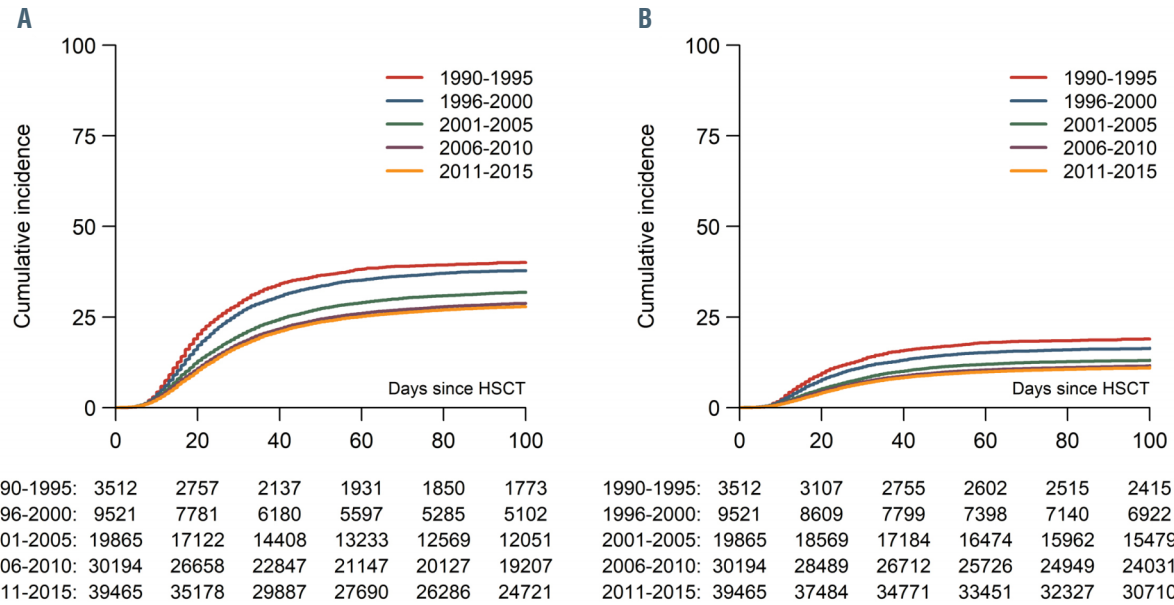 A
100
75
50
25
0
Cumulative incidence
1990-1995
1996-2000
2001-2005
2006-2010
2011-2015
Days since HSCT
0 20 40 60 80 100
90-1995: 3512 2757 2137 1931 1850 1773
96-2000: 9521 7781 6180 5597 5285 5102
01-2005: 19865 17122 14408 13233 12569 12051
06-2010: 30194 26658 22847 21147 20127 19207
11-2015: 39465 35178 29887 27690 26286 24721
B
100
75
50
25
0
Cumulative incidence
1990-1995
1996-2000
2001-2005
2006-2010
2011-2015
Days since HSCT
0 20 40 60 80 100
1990-1995: 3512 3107 2755 2602 2515 2415
1996-2000: 9521 8609 7799 7398 7140 6922
2001-2005: 19865 18569 17184 16474 15962 15479
2006-2010: 30194 28489 26712 25726 24949 24031
2011-2015: 39465 37484 34771 33451 32327 30710